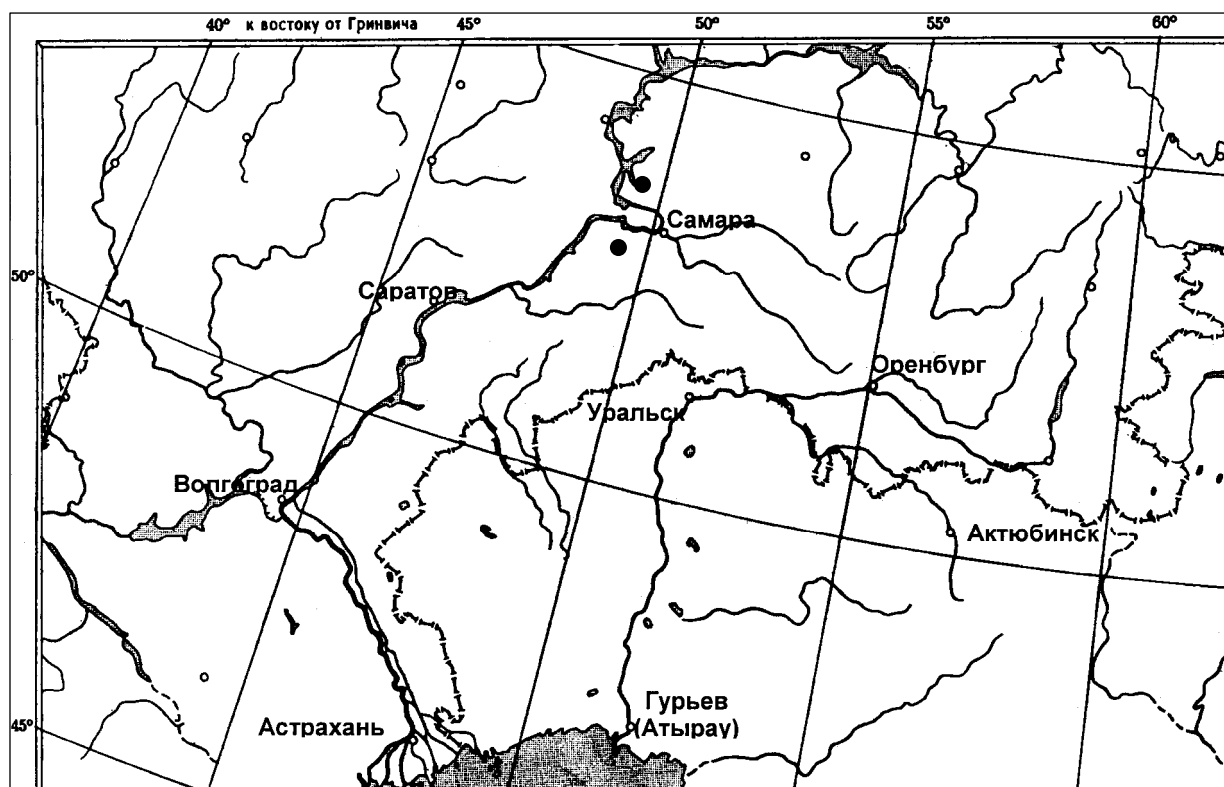 40° к востоку от Гринвича 45° 50° 55° 60°
Самара
50°
Саратов
Оренбург
Уральск
Волгоград
Актюбинск
Гурьев
(Атырау)
Астрахань
45°